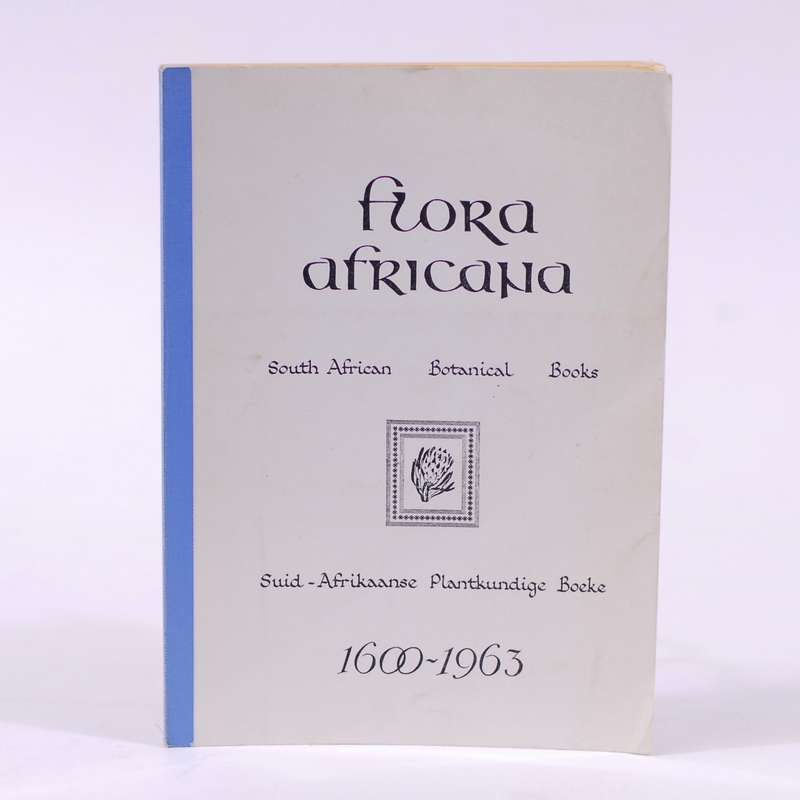 flora
africana
South African Botanical Books
Suid-Afrikaanse Plantkundige Boeke
1600-1963